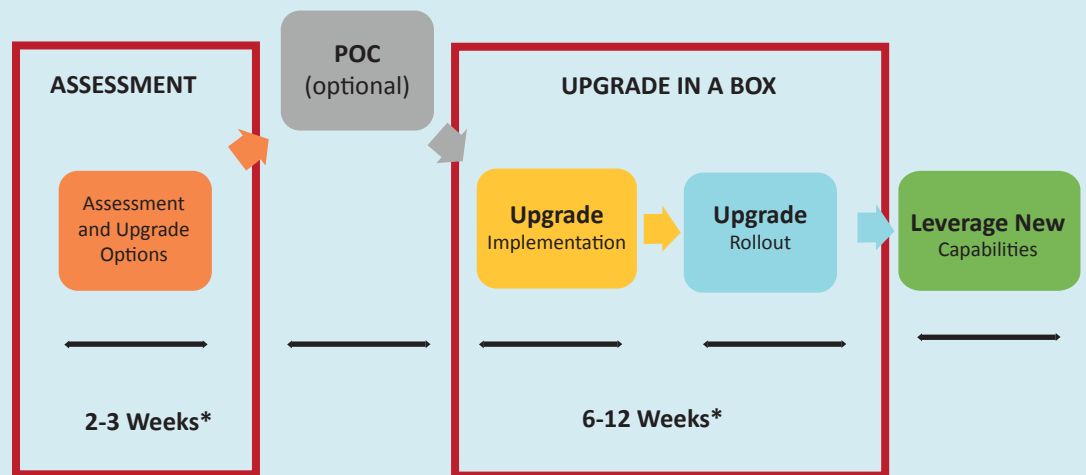 ASSESSMENT
Assessment
and Upgrade
Options
2-3 Weeks*
POC
(optional)
UPGRADE IN A BOX
Upgrade
Implementation
Upgrade
Rollout
6-12 Weeks*
Leverage New
Capabilities